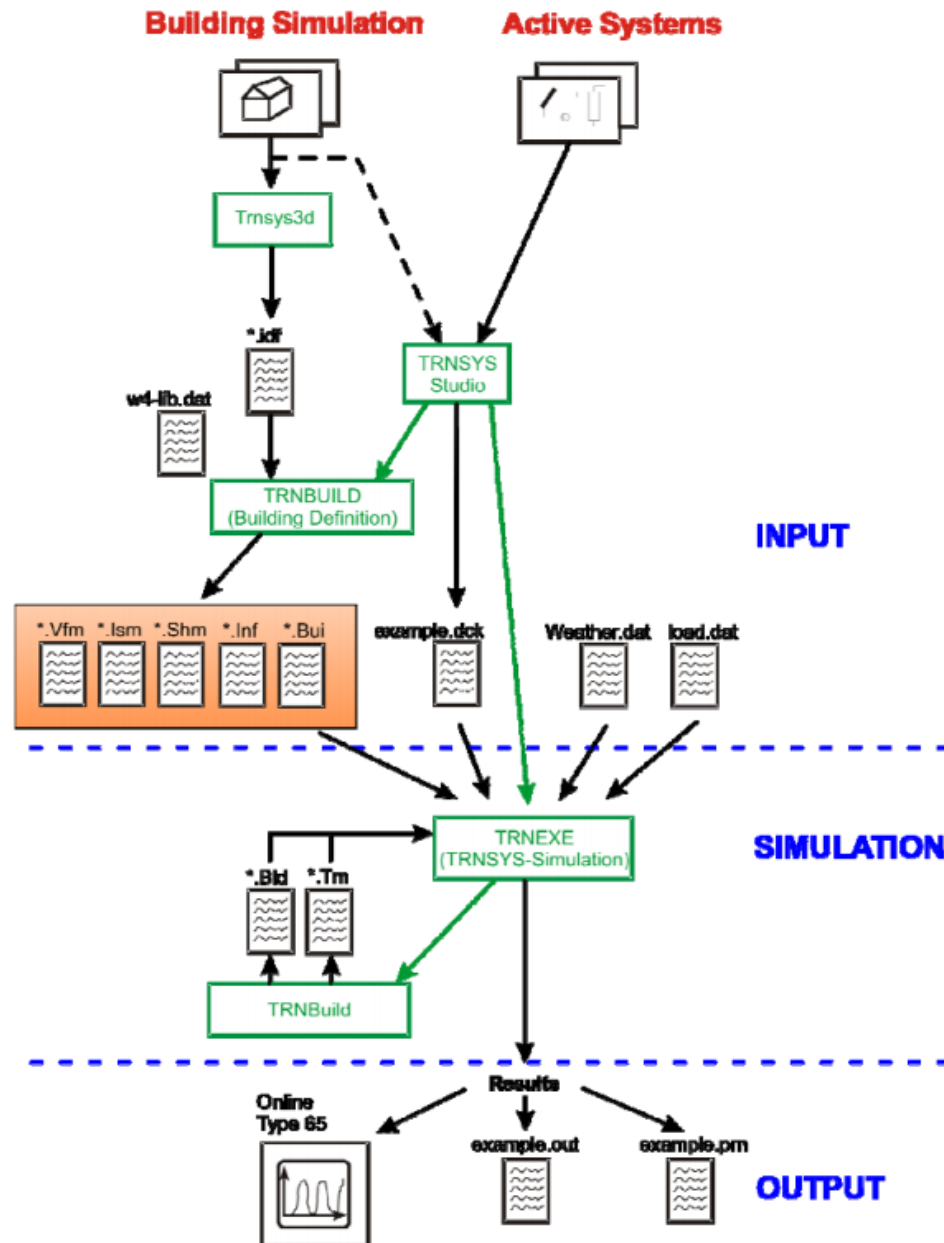 Building Simulation
Active Systems
Trnsys3d
*.idf
TRNSYS
Studio
w4-lib.dat
TRNBUILD
(Building Definition)
INPUT
*.Vfm
*.Ism
*.Shm
*.Inf
*.Bui
example.dck
Weather.dat
load.dat
TRNEXE
(TRNSYS-Simulation)
SIMULATION
*.Bld
*.Trn
TRNBuild
Results
Online
Type 65
example.out
example.prn
OUTPUT